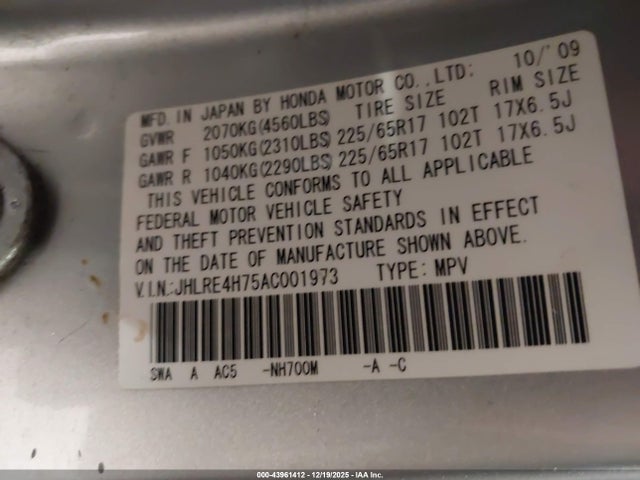 MFD. IN JAPAN BY HONDA MOTOR CO.,LTD: 10/'09
GVWR 2070KG(4560LBS) TIRE SIZE RIM SIZE
GAWR F 1050KG(2310LBS) 225/65R17 102T 17X6.5J
GAWR R 1040KG(2290LBS) 225/65R17 102T 17X6.5J
THIS VEHICLE CONFORMS TO ALL APPLICABLE
FEDERAL MOTOR VEHICLE SAFETY
AND THEFT PREVENTION STANDARDS IN EFFECT
ON THE DATE OF MANUFACTURE SHOWN ABOVE.
V.I.N.:JHLRE4H75AC001973 TYPE: MPV
SWA A AC5 -NH700M -A -C
000-43961412 - 12/19/2025 - IAA Inc.